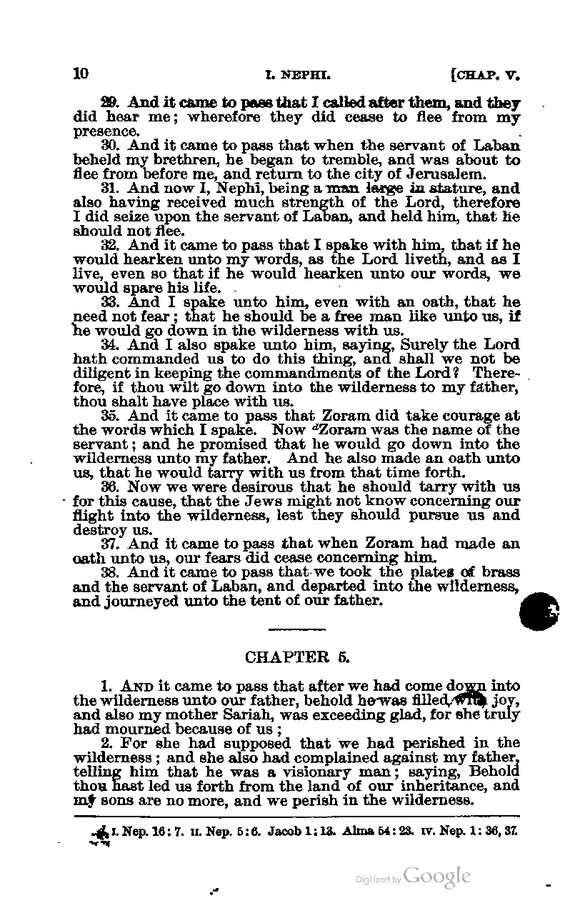 10 I. NEPHI. [CHAP. V.
29. And it came to pass that I called after them, and they
did hear me; wherefore they did cease to flee from my
presence.
30. And it came to pass that when the servant of Laban
beheld my brethren, he began to tremble, and was about to
flee from before me, and return to the city of Jerusalem.
31. And now I, Nephi, being a man large in stature, and
also having received much strength of the Lord, therefore
I did seize upon the servant of Laban, and held him, that he
should not flee.
32. And it came to pass that I spake with him, that if he
would hearken unto my words, as the Lord liveth, and as I
live, even so that if he would hearken unto our words, we
would spare his life.
33. And I spake unto him, even with an oath, that he
need not fear; that he should be a free man like unto us, if
he would go down in the wilderness with us.
34. And I also spake unto him, saying, Surely the Lord
hath commanded us to do this thing, and shall we not be
diligent in keeping the commandments of the Lord? There-
fore, if thou wilt go down into the wilderness to my father,
thou shalt have place with us.
35. And it came to pass that Zoram did take courage at
the words which I spake. Now dZoram was the name of the
servant; and he promised that he would go down into the
wilderness unto my father. And he also made an oath unto
us, that he would tarry with us from that time forth.
36. Now we were desirous that he should tarry with us
for this cause, that the Jews might not know concerning our
flight into the wilderness, lest they should pursue us and
destroy us.
37. And it came to pass that when Zoram had made an
oath unto us, our fears did cease concerning him.
38. And it came to pass that we took the plates of brass
and the servant of Laban, and departed into the wilderness,
and journeyed unto the tent of our father.
CHAPTER 5.
1. AND it came to pass that after we had come down into
the wilderness unto our father, behold he was filled with joy,
and also my mother Sariah, was exceeding glad, for she truly
had mourned because of us;
2. For she had supposed that we had perished in the
wilderness; and she also had complained against my father,
telling him that he was a visionary man; saying, Behold
thou hast led us forth from the land of our inheritance, and
my sons are no more, and we perish in the wilderness.
I. Nep. 16:7. II. Nep. 5:6. Jacob 1:13. Alma 54:23. IV. Nep. 1:36, 37.
Digitized by Google